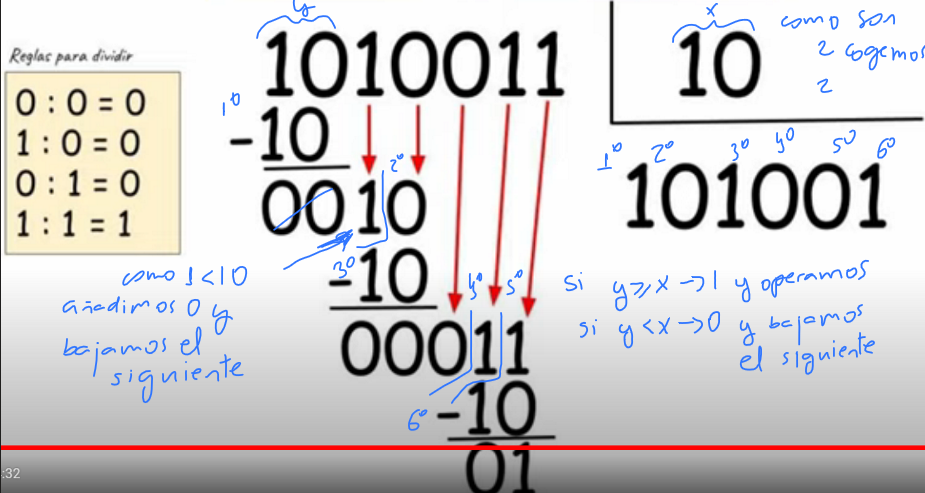 y
Reglas para dividir
0 : 0 = 0
1 : 0 = 0
0 : 1 = 0
1 : 1 = 1
1010011
1º
-10
2º
0010
3º
-10
4º 5º
00011
6º
-10
01
como 1<10
añadimos 0 y
bajamos el
siguiente
x
10
como son
2 cogemos
2
1º 2º 3º 4º 5º 6º
101001
si y⩾x → 1 y operamos
si y<x → 0 y bajamos
el siguiente
:32